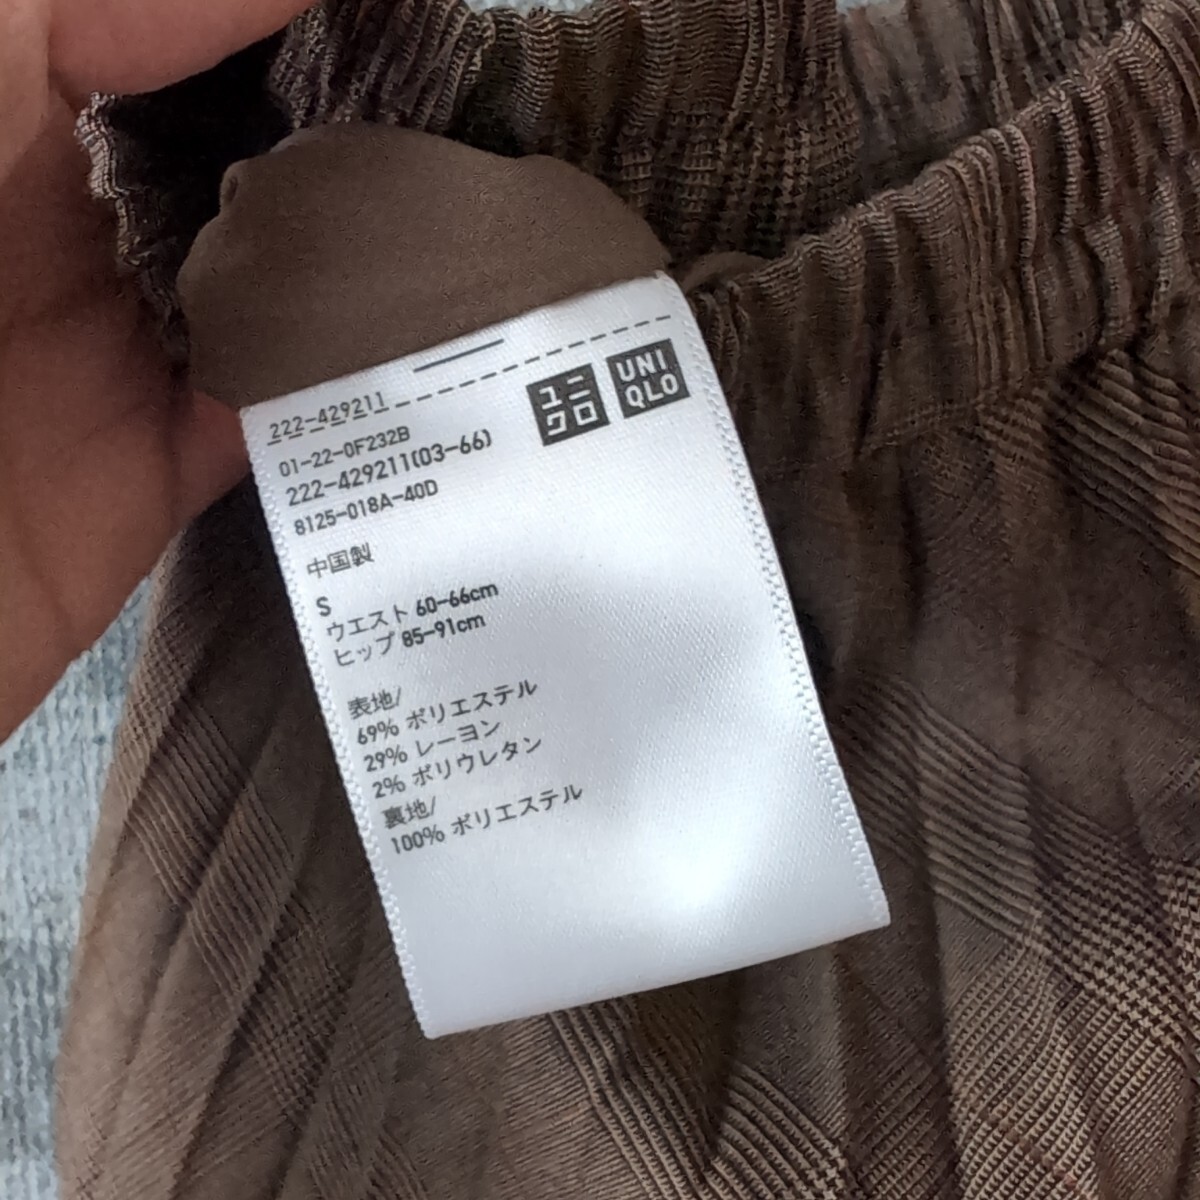 222-429211
01-22-0F232B
222-429211(03-66)
8125-018A-40D
ユニ
クロ
UNI
QLO
中国製
S
ウエスト 60-66cm
ヒップ 85-91cm
表地/
69% ポリエステル
29% レーヨン
2% ポリウレタン
裏地/
100% ポリエステル